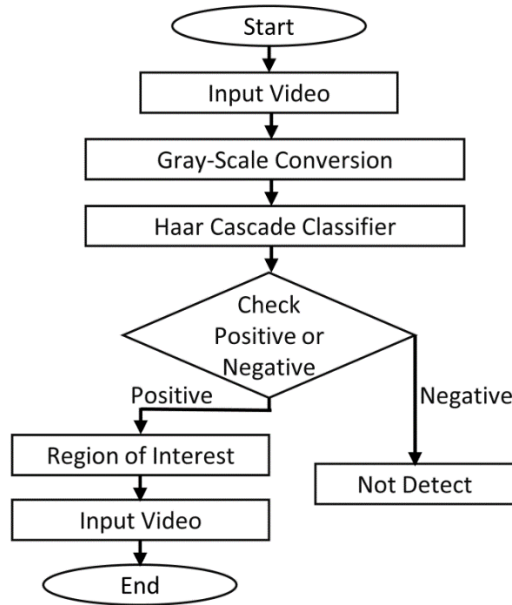 Start
Input Video
Gray-Scale Conversion
Haar Cascade Classifier
Check
Positive or
Negative
Positive
Negative
Region of Interest
Not Detect
Input Video
End